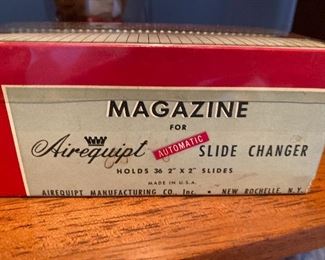 MAGAZINE
FOR
Airequipt AUTOMATIC SLIDE CHANGER
HOLDS 36 2" X 2" SLIDES
MADE IN U.S.A.
AIREQUIPT MANUFACTURING CO., Inc. • NEW ROCHELLE, N.Y.